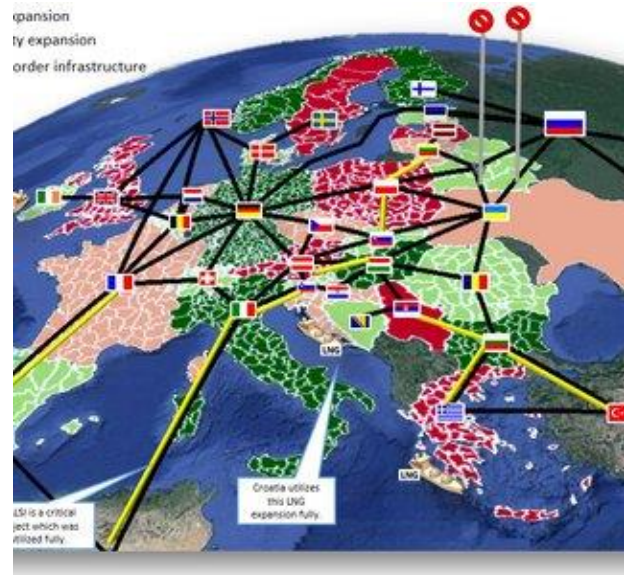 xpansion
ty expansion
order infrastructure
LNG
LNG
Croatia utilizes
this LNG
expansion fully.
LSI is a critical
ject which was
utilized fully.